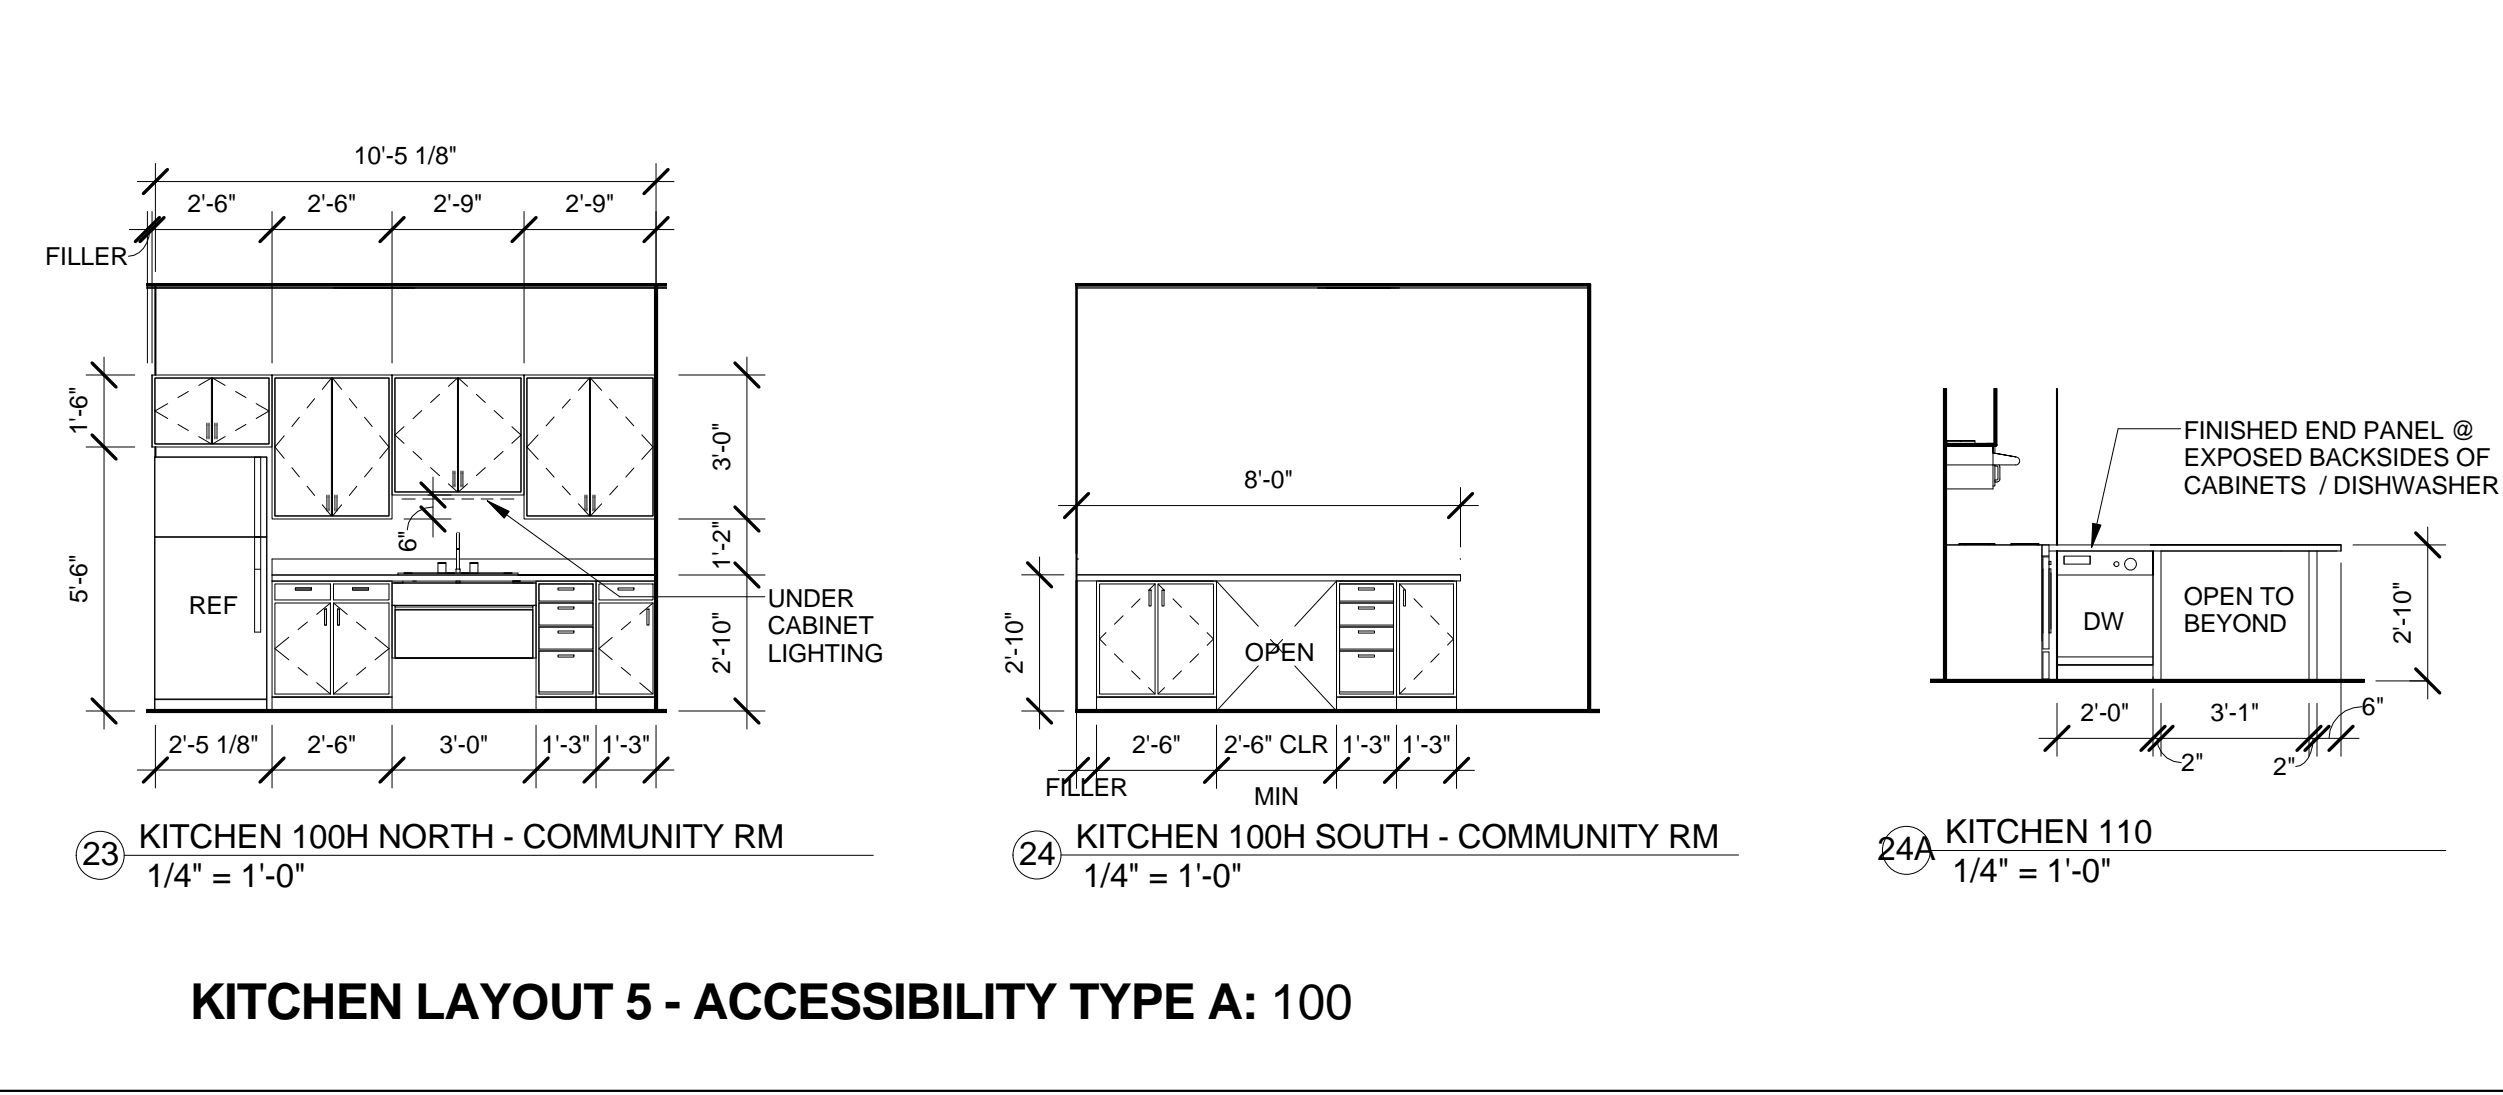 10'-5 1/8"
2'-6" 2'-6" 2'-9" 2'-9"
FILLER
1'-6"
5'-6"
REF
6"
3'-0"
1'-2"
2'-10"
UNDER
CABINET
LIGHTING
2'-5 1/8" 2'-6" 3'-0" 1'-3" 1'-3"
23 KITCHEN 100H NORTH - COMMUNITY RM
1/4" = 1'-0"
8'-0"
2'-10"
OPEN
2'-6" 2'-6" CLR 1'-3" 1'-3"
FILLER
MIN
24 KITCHEN 100H SOUTH - COMMUNITY RM
1/4" = 1'-0"
FINISHED END PANEL @
EXPOSED BACKSIDES OF
CABINETS / DISHWASHER
DW
OPEN TO
BEYOND
2'-10"
2'-0" 3'-1" 6"
2" 2"
24A KITCHEN 110
1/4" = 1'-0"
KITCHEN LAYOUT 5 - ACCESSIBILITY TYPE A: 100